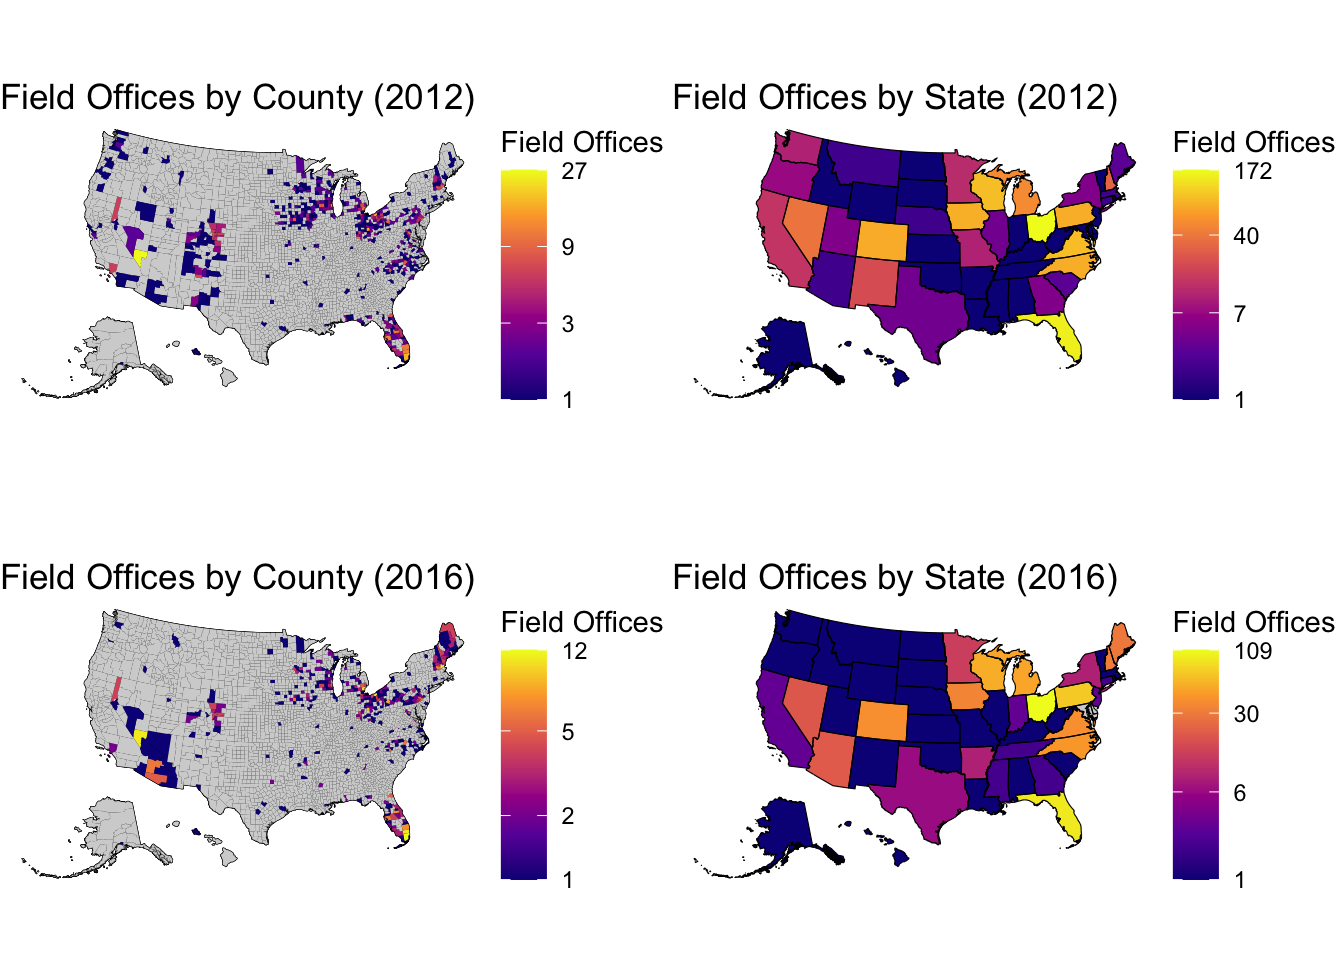 Field Offices by County (2012)
Field Offices
27
9
3
1
Field Offices by State (2012)
Field Offices
172
40
7
1
Field Offices by County (2016)
Field Offices
12
5
2
1
Field Offices by State (2016)
Field Offices
109
30
6
1